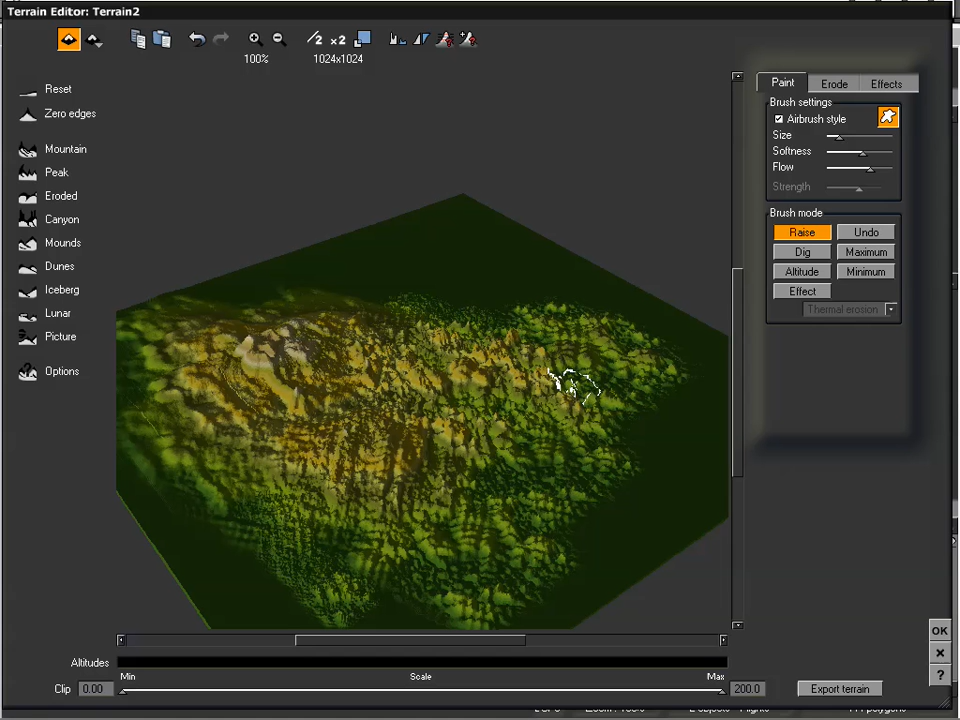 Terrain Editor: Terrain2
/2 x2
100%
1024x1024
Reset
Zero edges
Mountain
Peak
Eroded
Canyon
Mounds
Dunes
Iceberg
Lunar
Picture
Options
Paint Erode Effects
Brush settings
Airbrush style
Size
Softness
Flow
Strength
Brush mode
Raise Undo
Dig Maximum
Altitude Minimum
Effect
Thermal erosion
OK
?
Altitudes
Min Scale Max
Clip 0.00 200.0 Export terrain